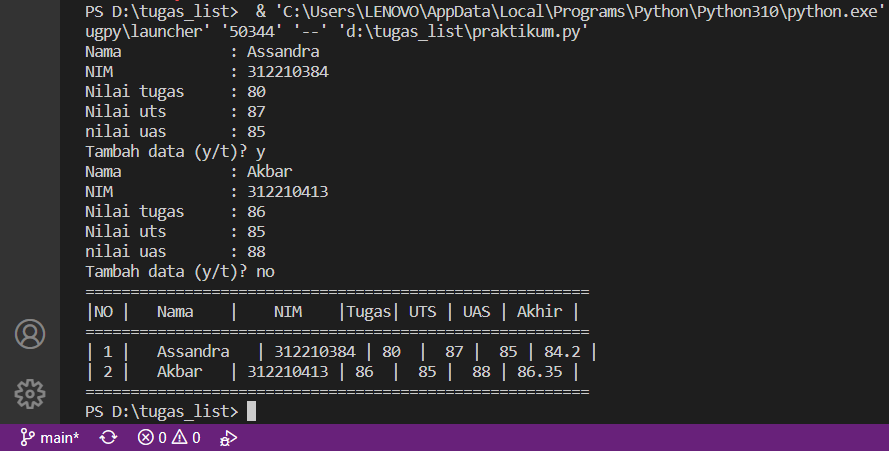 PS D:\tugas_list>  & 'C:\Users\LENOVO\AppData\Local\Programs\Python\Python310\python.exe'
ugpy\launcher' '50344' '--' 'd:\tugas_list\praktikum.py'
Nama            : Assandra
NIM             : 312210384
Nilai tugas     : 80
Nilai uts       : 87
nilai uas       : 85
Tambah data (y/t)? y
Nama            : Akbar
NIM             : 312210413
Nilai tugas     : 86
Nilai uts       : 85
nilai uas       : 88
Tambah data (y/t)? no
========================================================
|NO |   Nama    |    NIM    |Tugas| UTS | UAS | Akhir |
========================================================
| 1 |   Assandra   | 312210384 | 80  |  87 |  85 | 84.2 |
| 2 |   Akbar   | 312210413 | 86  |  85 |  88 | 86.35 |
========================================================
PS D:\tugas_list>
main* 0 0